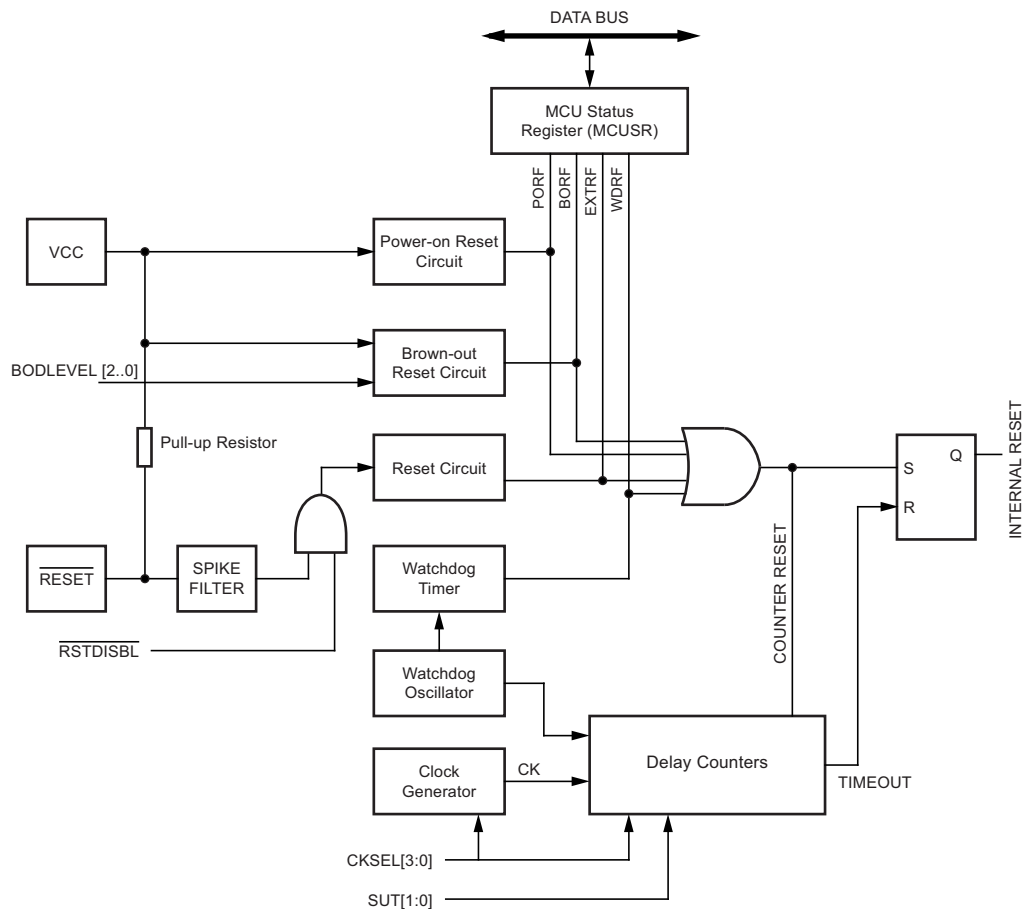 DATA BUS
MCU Status
Register (MCUSR)
PORF
BORF
EXTRF
WDRF
VCC
Power-on Reset
Circuit
BODLEVEL [2..0]
Brown-out
Reset Circuit
Pull-up Resistor
Reset Circuit
S
Q
R
INTERNAL RESET
RESET
SPIKE
FILTER
Watchdog
Timer
COUNTER RESET
RSTDISBL
Watchdog
Oscillator
Clock
Generator
CK
Delay Counters
TIMEOUT
CKSEL[3:0]
SUT[1:0]